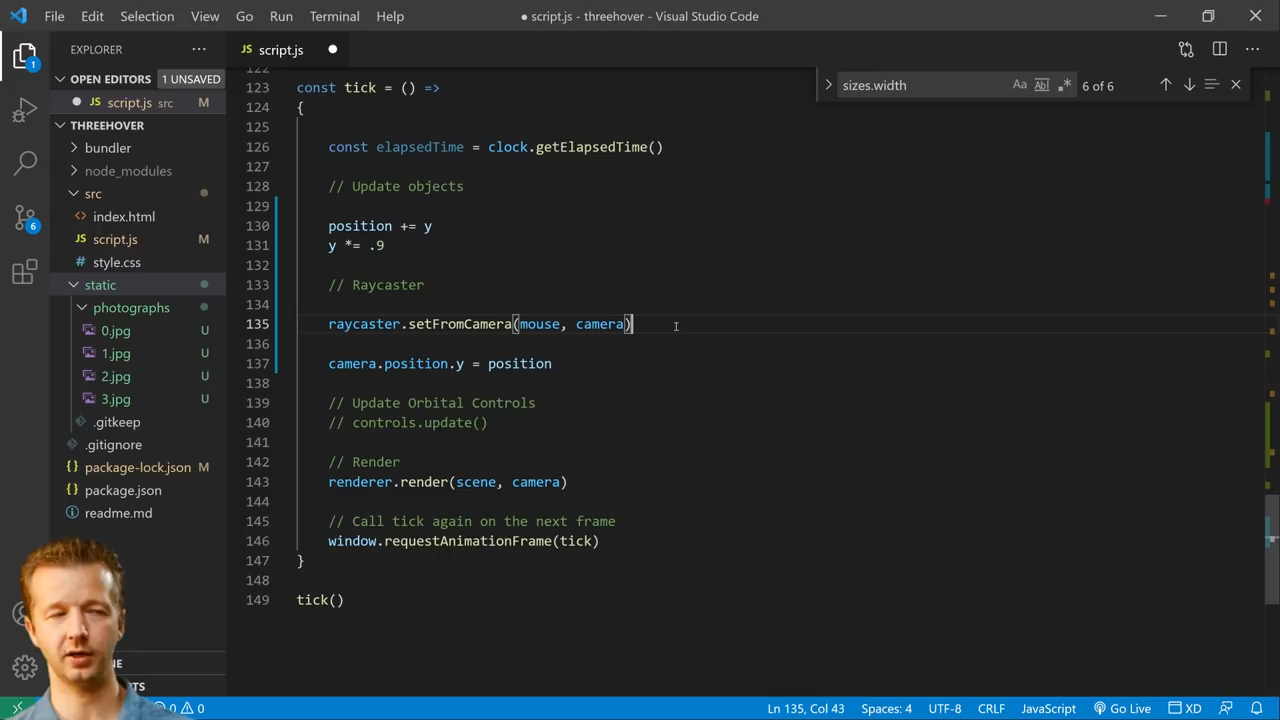 File Edit Selection View Go Run Terminal Help
● script.js - threehover - Visual Studio Code
EXPLORER
JS script.js
OPEN EDITORS 1 UNSAVED
JS script.js src M
THREEHOVER
bundler
node_modules
src
index.html
JS script.js M
# style.css
static
photographs
0.jpg U
1.jpg U
2.jpg U
3.jpg U
.gitkeep
.gitignore
{} package-lock.json M
{} package.json
readme.md
1
6
sizes.width Aa Abl .* 6 of 6
122
123 const tick = () =>
124 {
125
126 const elapsedTime = clock.getElapsedTime()
127
128 // Update objects
129
130 position += y
131 y *= .9
132
133 // Raycaster
134
135 raycaster.setFromCamera(mouse, camera)
136
137 camera.position.y = position
138
139 // Update Orbital Controls
140 // controls.update()
141
142 // Render
143 renderer.render(scene, camera)
144
145 // Call tick again on the next frame
146 window.requestAnimationFrame(tick)
147 }
148
149 tick()
0 0
Ln 135, Col 43 Spaces: 4 UTF-8 CRLF JavaScript Go Live XD